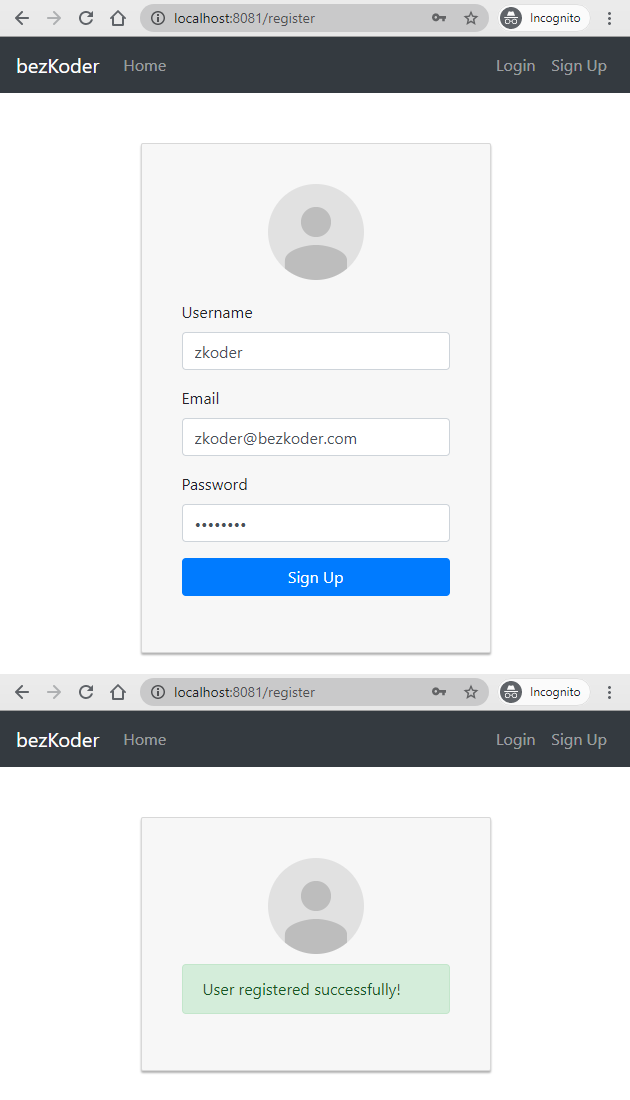 localhost:8081/register Incognito
bezKoder Home Login Sign Up
Username
zkoder
Email
zkoder@bezkoder.com
Password
••••••••
Sign Up
localhost:8081/register Incognito
bezKoder Home Login Sign Up
User registered successfully!